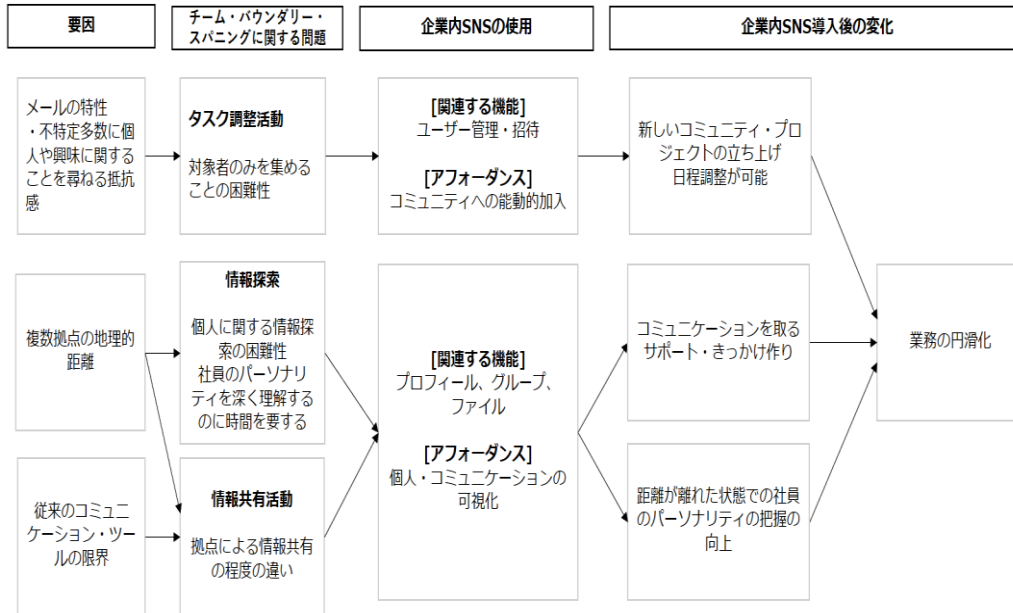 要因
チーム・バウンダリー・
スパニングに関する問題
企業内SNSの使用
企業内SNS導入後の変化
メールの特性
・不特定多数に個
人や興味に関する
ことを尋ねる抵抗
感
タスク調整活動
対象者のみを集める
ことの困難性
[関連する機能]
ユーザー管理・招待
[アフォーダンス]
コミュニティへの能動的加入
新しいコミュニティ・プロ
ジェクトの立ち上げ
日程調整が可能
複数拠点の地理的
距離
情報探索
個人に関する情報探
索の困難性
社員のパーソナリ
ティを深く理解する
のに時間を要する
[関連する機能]
プロフィール、グループ、
ファイル
[アフォーダンス]
個人・コミュニケーションの
可視化
コミュニケーションを取る
サポート・きっかけ作り
業務の円滑化
従来のコミュニ
ケーション・ツー
ルの限界
情報共有活動
拠点による情報共有
の程度の違い
距離が離れた状態での社員
のパーソナリティの把握の
向上